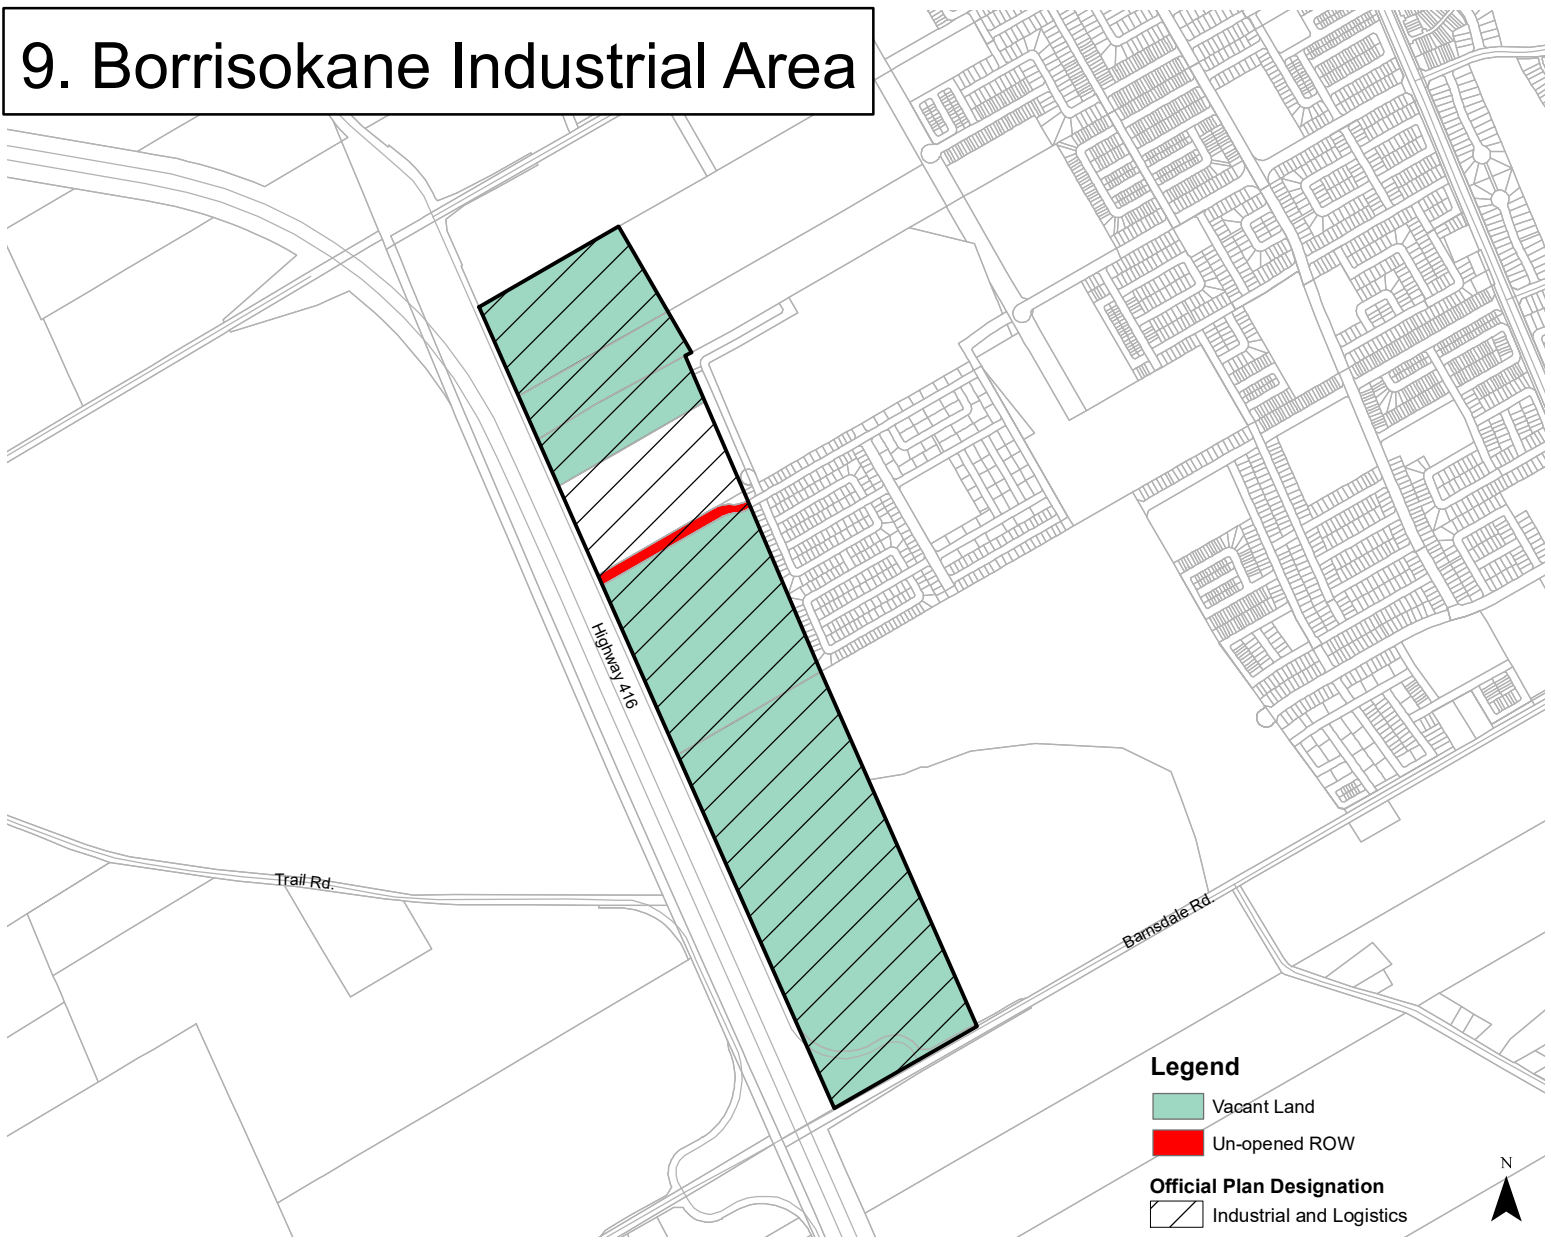 9. Borrisokane Industrial Area
Highway 416
Trail Rd.
Barnsdale Rd.
Legend
Vacant Land
Un-opened ROW
Official Plan Designation
Industrial and Logistics
N